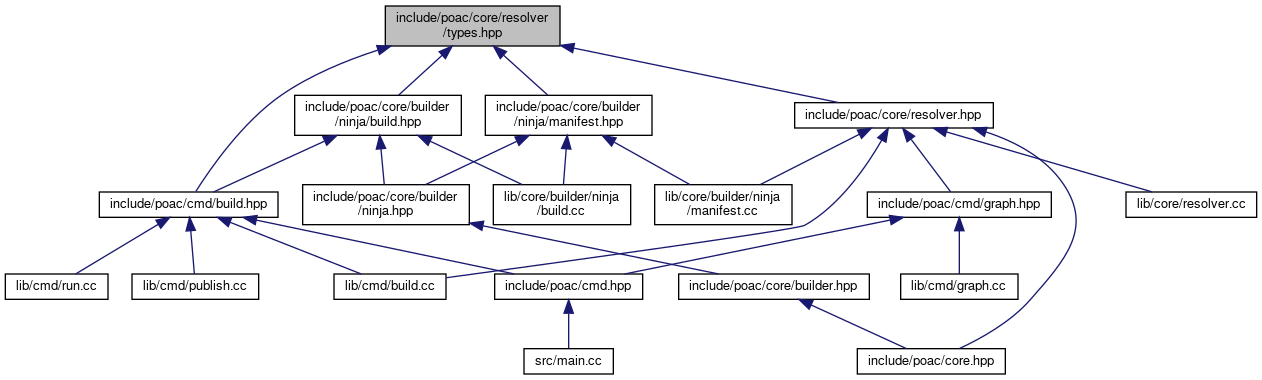 include/poac/core/resolver
/types.hpp
include/poac/core/builder
/ninja/build.hpp
include/poac/core/builder
/ninja/manifest.hpp
include/poac/core/resolver.hpp
include/poac/cmd/build.hpp
include/poac/core/builder
/ninja.hpp
lib/core/builder/ninja
/build.cc
lib/core/builder/ninja
/manifest.cc
include/poac/cmd/graph.hpp
lib/core/resolver.cc
lib/cmd/run.cc
lib/cmd/publish.cc
lib/cmd/build.cc
include/poac/cmd.hpp
include/poac/core/builder.hpp
lib/cmd/graph.cc
src/main.cc
include/poac/core.hpp